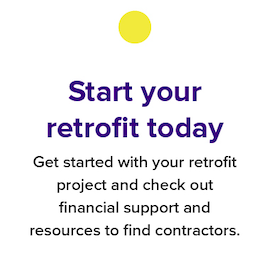 Start your
retrofit today
Get started with your retrofit
project and check out
financial support and
resources to find contractors.